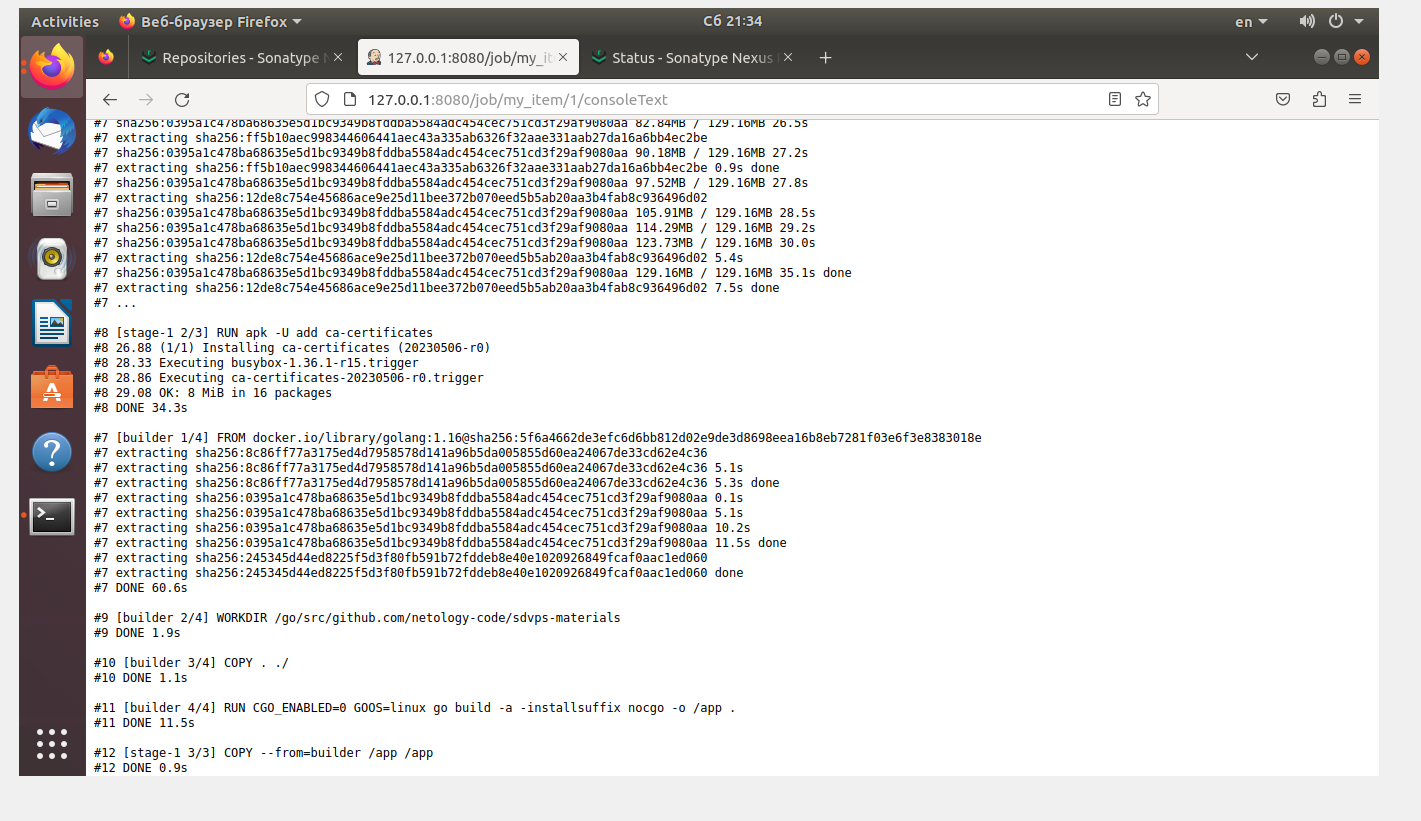 Activities
Веб-браузер Firefox
Сб 21:34
en
Repositories - Sonatype
127.0.0.1:8080/job/my_it
Status - Sonatype Nexus
127.0.0.1:8080/job/my_item/1/consoleText
#7 sha256:0395a1c478ba68635e5d1bc9349b8fddba5584adc454cec751cd3f29af9080aa 82.84MB / 129.16MB 26.5s
#7 extracting sha256:ff5b10aec998344606441aec43a335ab6326f32aae331aab27da16a6bb4ec2be
#7 sha256:0395a1c478ba68635e5d1bc9349b8fddba5584adc454cec751cd3f29af9080aa 90.18MB / 129.16MB 27.2s
#7 extracting sha256:ff5b10aec998344606441aec43a335ab6326f32aae331aab27da16a6bb4ec2be 0.9s done
#7 sha256:0395a1c478ba68635e5d1bc9349b8fddba5584adc454cec751cd3f29af9080aa 97.52MB / 129.16MB 27.8s
#7 extracting sha256:12de8c754e45686ace9e25d11bee372b070eed5b5ab20aa3b4fab8c936496d02
#7 sha256:0395a1c478ba68635e5d1bc9349b8fddba5584adc454cec751cd3f29af9080aa 105.91MB / 129.16MB 28.5s
#7 sha256:0395a1c478ba68635e5d1bc9349b8fddba5584adc454cec751cd3f29af9080aa 114.29MB / 129.16MB 29.2s
#7 sha256:0395a1c478ba68635e5d1bc9349b8fddba5584adc454cec751cd3f29af9080aa 123.73MB / 129.16MB 30.0s
#7 extracting sha256:12de8c754e45686ace9e25d11bee372b070eed5b5ab20aa3b4fab8c936496d02 5.4s
#7 sha256:0395a1c478ba68635e5d1bc9349b8fddba5584adc454cec751cd3f29af9080aa 129.16MB / 129.16MB 35.1s done
#7 extracting sha256:12de8c754e45686ace9e25d11bee372b070eed5b5ab20aa3b4fab8c936496d02 7.5s done
#7 ...
#8 [stage-1 2/3] RUN apk -U add ca-certificates
#8 26.88 (1/1) Installing ca-certificates (20230506-r0)
#8 28.33 Executing busybox-1.36.1-r15.trigger
#8 28.86 Executing ca-certificates-20230506-r0.trigger
#8 29.08 OK: 8 MiB in 16 packages
#8 DONE 34.3s
#7 [builder 1/4] FROM docker.io/library/golang:1.16@sha256:5f6a4662de3efc6d6bb812d02e9de3d8698eea16b8eb7281f03e6f3e8383018e
#7 extracting sha256:8c86ff77a3175ed4d7958578d141a96b5da005855d60ea24067de33cd62e4c36
#7 extracting sha256:8c86ff77a3175ed4d7958578d141a96b5da005855d60ea24067de33cd62e4c36 5.1s
#7 extracting sha256:8c86ff77a3175ed4d7958578d141a96b5da005855d60ea24067de33cd62e4c36 5.3s done
#7 extracting sha256:0395a1c478ba68635e5d1bc9349b8fddba5584adc454cec751cd3f29af9080aa 0.1s
#7 extracting sha256:0395a1c478ba68635e5d1bc9349b8fddba5584adc454cec751cd3f29af9080aa 5.1s
#7 extracting sha256:0395a1c478ba68635e5d1bc9349b8fddba5584adc454cec751cd3f29af9080aa 10.2s
#7 extracting sha256:0395a1c478ba68635e5d1bc9349b8fddba5584adc454cec751cd3f29af9080aa 11.5s done
#7 extracting sha256:245345d44ed8225f5d3f80fb591b72fddeb8e40e1020926849fcaf0aac1ed060
#7 extracting sha256:245345d44ed8225f5d3f80fb591b72fddeb8e40e1020926849fcaf0aac1ed060 done
#7 DONE 60.6s
#9 [builder 2/4] WORKDIR /go/src/github.com/netology-code/sdvps-materials
#9 DONE 1.9s
#10 [builder 3/4] COPY . ./
#10 DONE 1.1s
#11 [builder 4/4] RUN CGO_ENABLED=0 GOOS=linux go build -a -installsuffix nocgo -o /app .
#11 DONE 11.5s
#12 [stage-1 3/3] COPY --from=builder /app /app
#12 DONE 0.9s